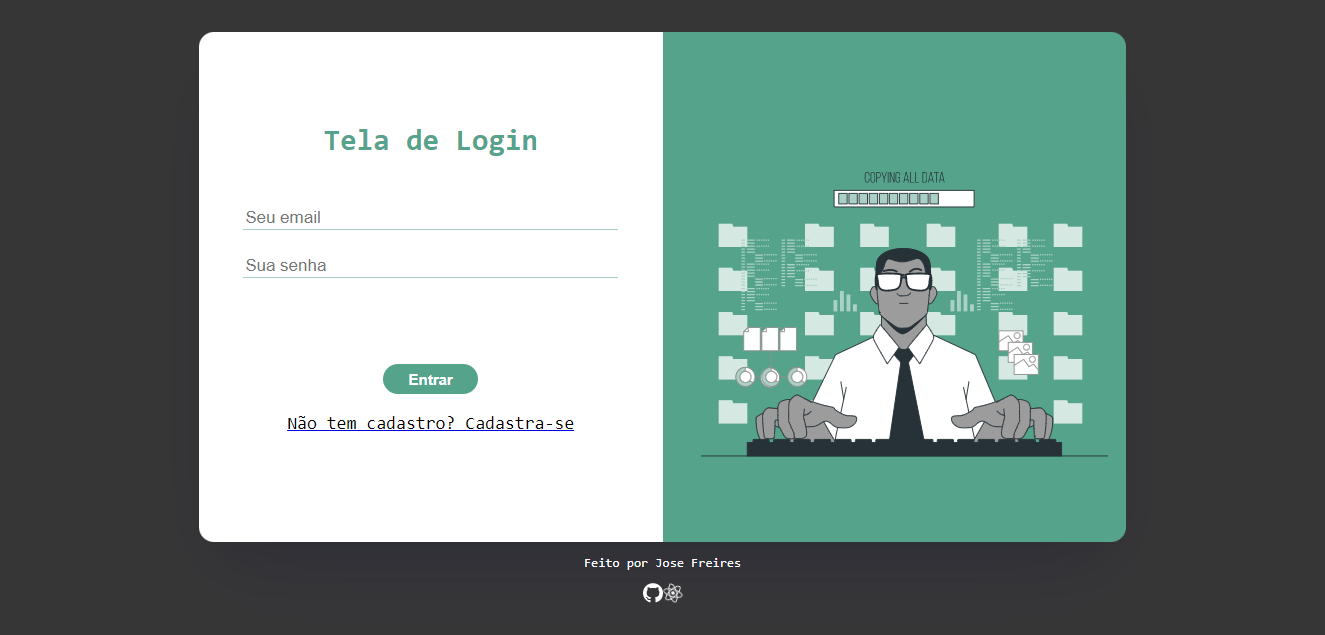 Tela de Login
Seu email
Sua senha
Entrar
Não tem cadastro? Cadastra-se
COPYING ALL DATA
Feito por Jose Freires